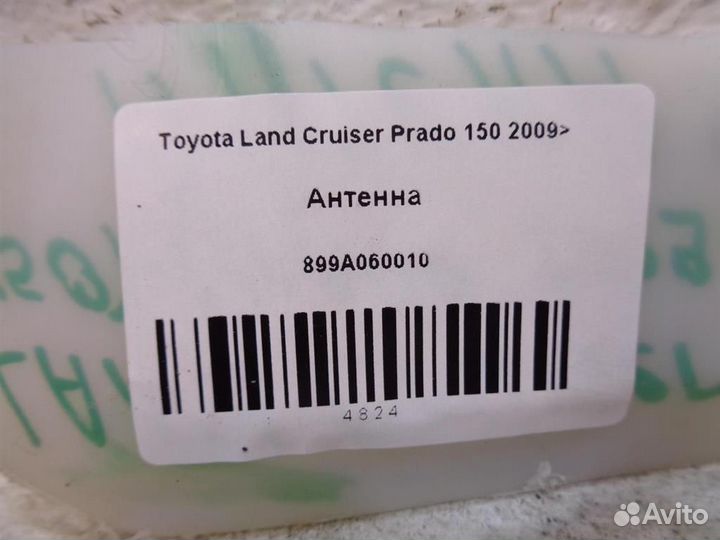 Toyota Land Cruiser Prado 150 2009>
Антенна
899A060010
4824
Avito